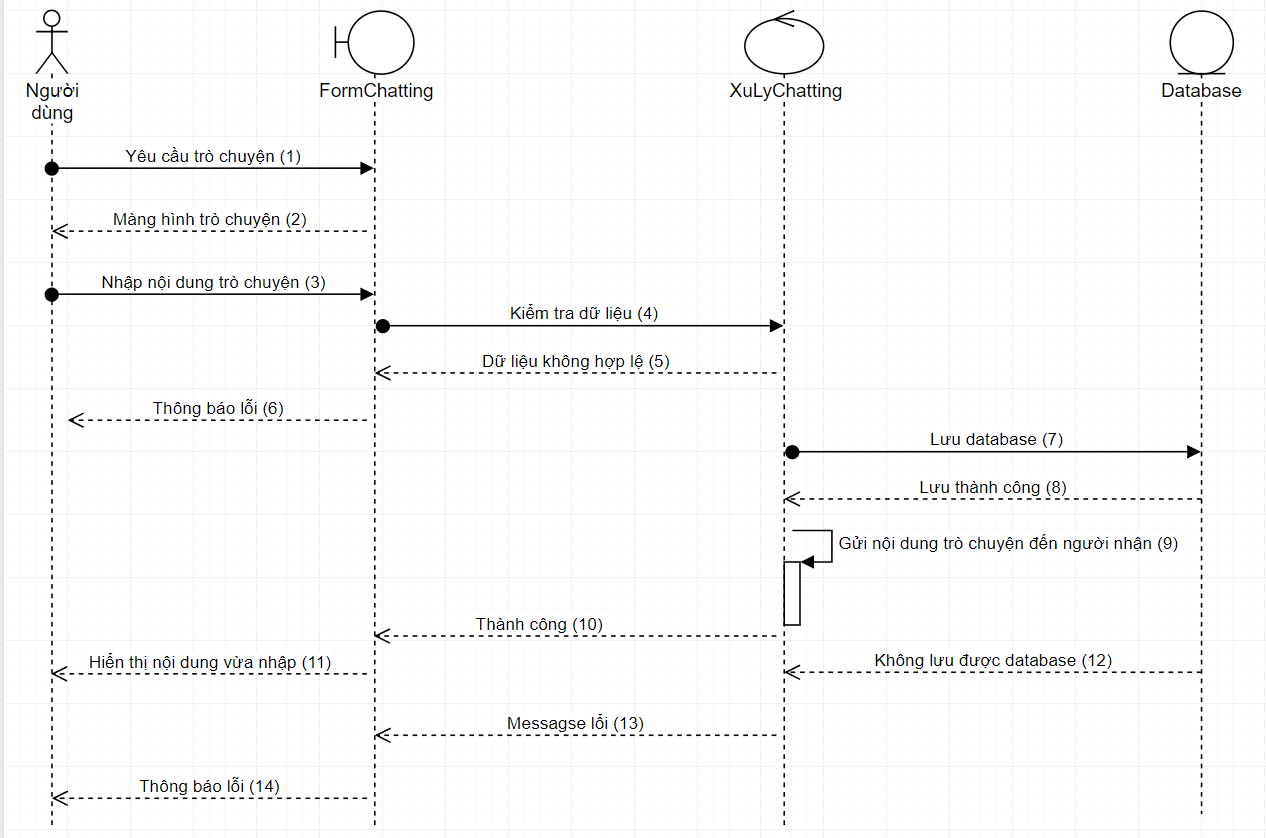 Người
dùng
FormChatting
XuLyChatting
Database
Yêu cầu trò chuyện (1)
Màng hình trò chuyện (2)
Nhập nội dung trò chuyện (3)
Kiểm tra dữ liệu (4)
Dữ liệu không hợp lệ (5)
Thông báo lỗi (6)
Lưu database (7)
Lưu thành công (8)
Gửi nội dung trò chuyện đến người nhận (9)
Thành công (10)
Hiển thị nội dung vừa nhập (11)
Không lưu được database (12)
Messagse lỗi (13)
Thông báo lỗi (14)